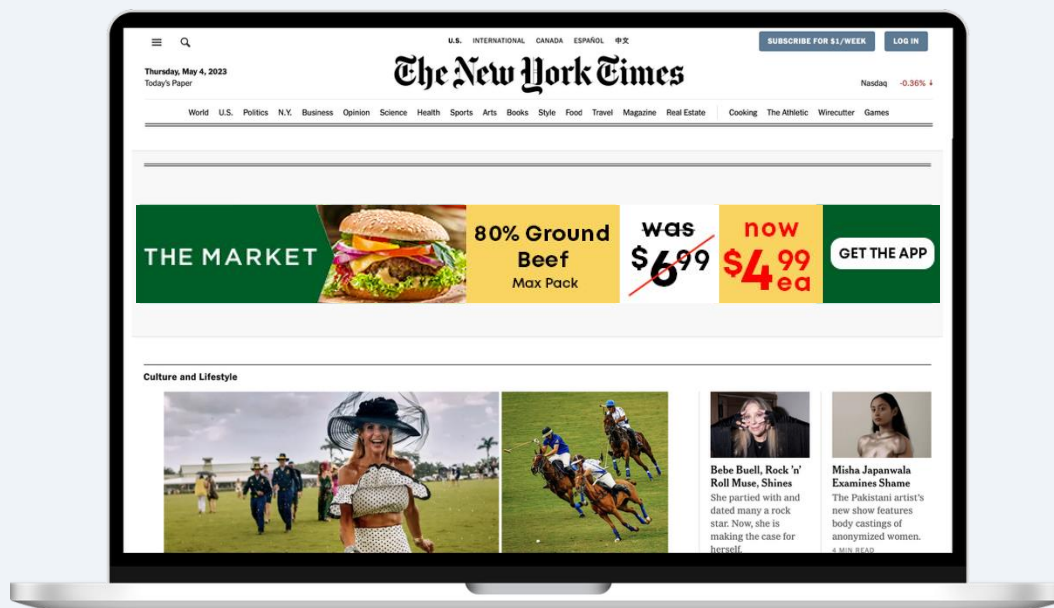 U.S. INTERNATIONAL CANADA ESPAÑOL 中文
SUBSCRIBE FOR $1/WEEK
LOG IN
The New York Times
Thursday, May 4, 2023
Today's Paper
Nasdaq -0.36% ↓
World U.S. Politics N.Y. Business Opinion Science Health Sports Arts Books Style Food Travel Magazine Real Estate Cooking The Athletic Wirecutter Games
THE MARKET
80% Ground
Beef
Max Pack
was
$699
now
$499
ea
GET THE APP
Culture and Lifestyle
Bebe Buell, Rock 'n'
Roll Muse, Shines
She partied with and
dated many a rock
star. Now, she is
making the case for
herself.
Misha Japanwala
Examines Shame
The Pakistani artist's
new show features
body castings of
anonymized women.
4 MIN READ